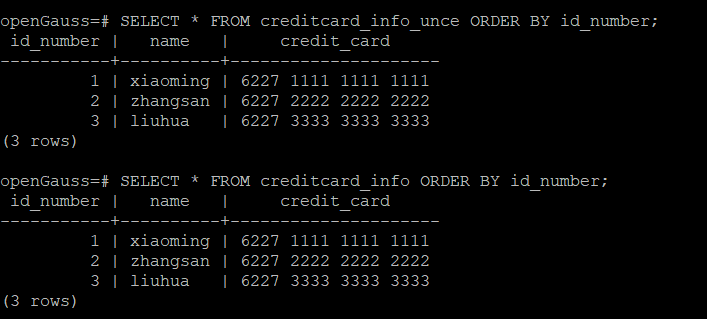 openGauss=# SELECT * FROM creditcard_info_unce ORDER BY id_number;
 id_number |   name   |     credit_card
-----------+----------+---------------------
         1 | xiaoming | 6227 1111 1111 1111
         2 | zhangsan | 6227 2222 2222 2222
         3 | liuhua   | 6227 3333 3333 3333
(3 rows)
openGauss=# SELECT * FROM creditcard_info ORDER BY id_number;
 id_number |   name   |     credit_card
-----------+----------+---------------------
         1 | xiaoming | 6227 1111 1111 1111
         2 | zhangsan | 6227 2222 2222 2222
         3 | liuhua   | 6227 3333 3333 3333
(3 rows)